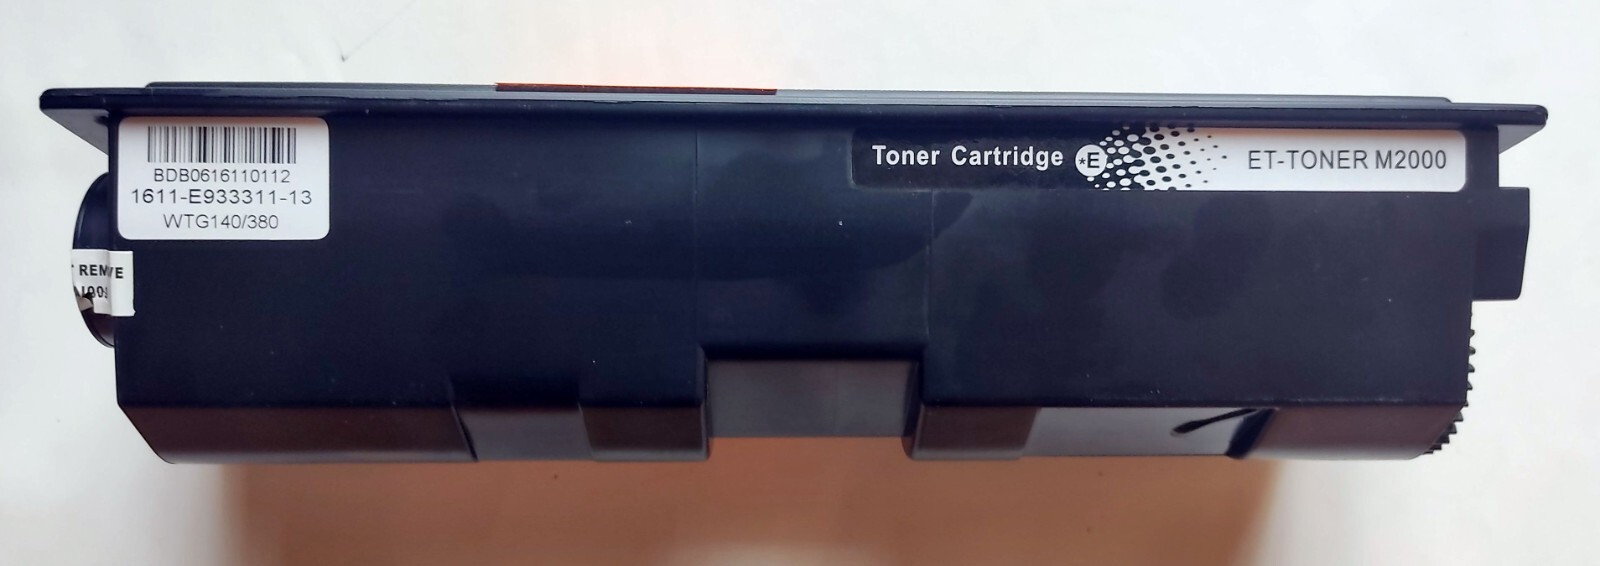 BDB0616110112
1611-E933311-13
WTG140/380
Toner Cartridge *E ET-TONER M2000